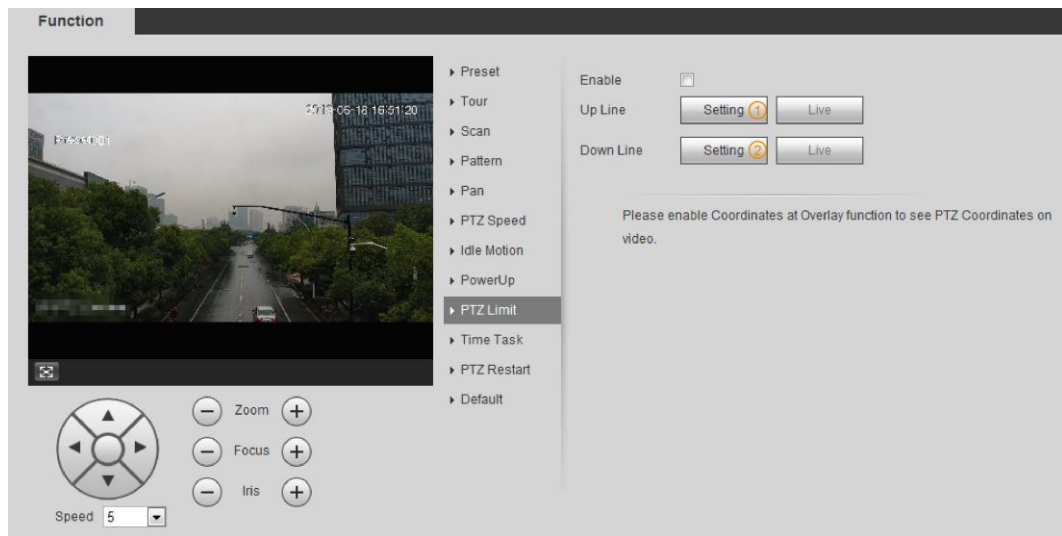 Function
2019-05-18 16:51:20
Preset:01
Preset
Tour
Scan
Pattern
Pan
PTZ Speed
Idle Motion
PowerUp
PTZ Limit
Time Task
PTZ Restart
Default
Enable
Up Line Setting 1 Live
Down Line Setting 2 Live
Please enable Coordinates at Overlay function to see PTZ Coordinates on
video.
Zoom
Focus
Iris
Speed 5